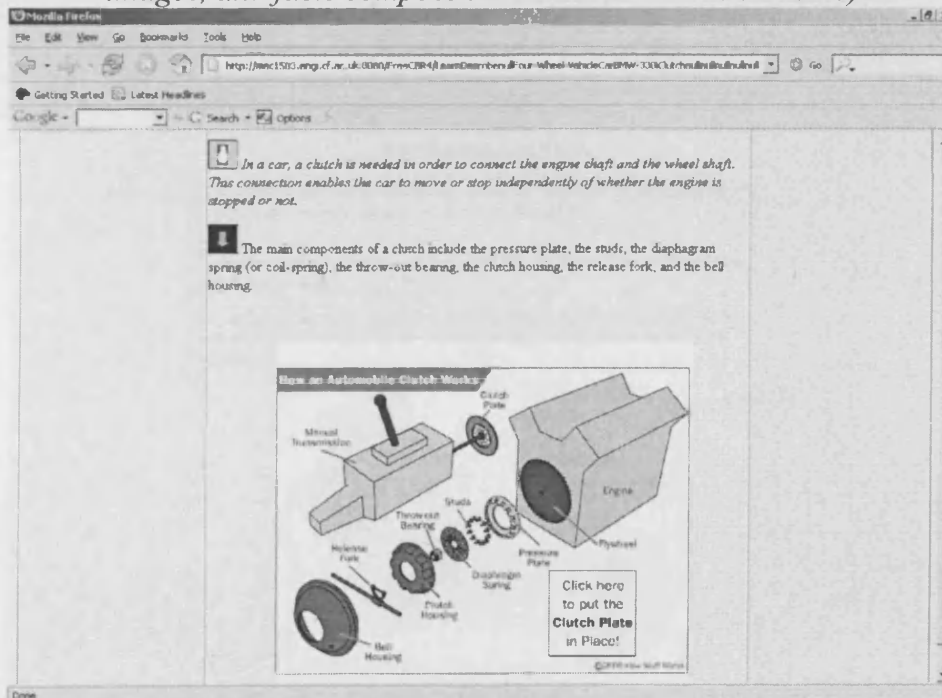 Mozilla Firefox
File Edit View Go Bookmarks Tools Help
Go
Getting Started Latest Headlines
Google Search Options
In a car, a clutch is needed in order to connect the engine shaft and the wheel shaft.
This connection enables the car to move or stop independently of whether the engine is
stopped or not.
The main components of a clutch include the pressure plate, the studs, the diaphagram
spring (or coil-spring), the throw-out bearing, the clutch housing, the release fork, and the bell
housing.
How an Automobile Clutch Works
Clutch
Plate
Manual
Transmission
Engine
Studs
Throw-out
Bearing
Flywheel
Release
Fork
Pressure
Plate
Diaphragm
Spring
Clutch
Housing
Bell
Housing
Click here
to put the
Clutch Plate
in Place!
Done